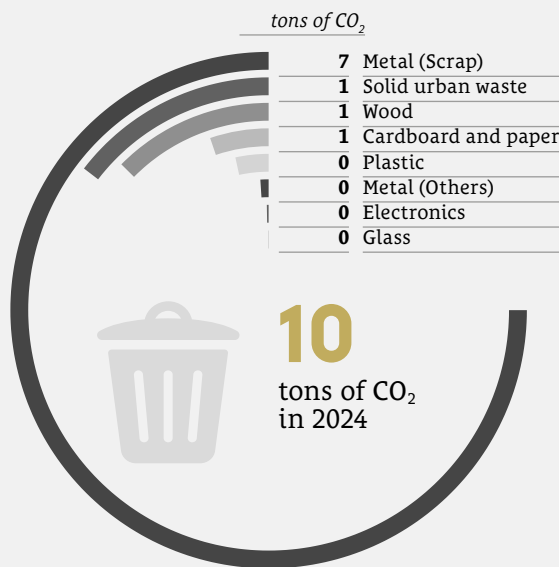 tons of CO₂
7 Metal (Scrap)
1 Solid urban waste
1 Wood
1 Cardboard and paper
0 Plastic
0 Metal (Others)
0 Electronics
0 Glass
10
tons of CO₂
in 2024